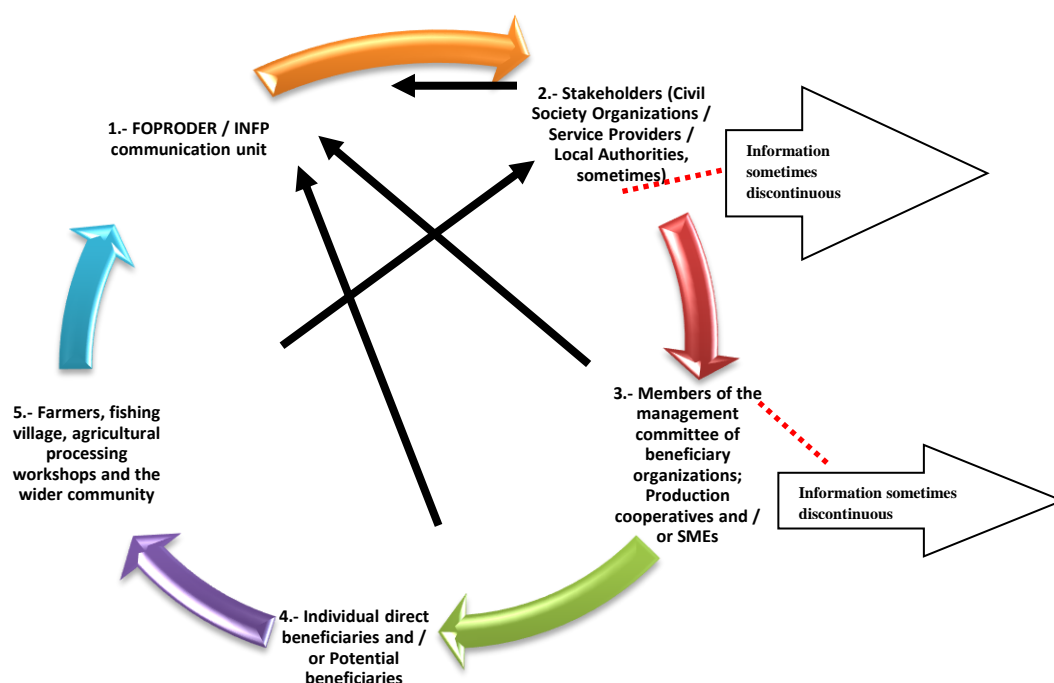 1.- FOPRODER / INFP
communication unit
2.- Stakeholders (Civil
Society Organizations /
Service Providers /
Local Authorities,
sometimes)
Information
sometimes
discontinuous
3.- Members of the
management
committee of
beneficiary
organizations;
Production
cooperatives and /
or SMEs
Information sometimes
discontinuous
4.- Individual direct
beneficiaries and /
or Potential
beneficiaries
5.- Farmers, fishing
village, agricultural
processing
workshops and the
wider community